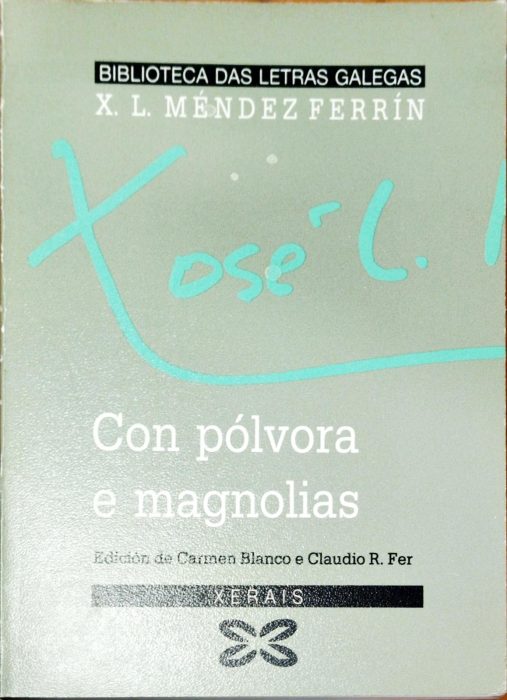 BIBLIOTECA DAS LETRAS GALEGAS
X. L. MÉNDEZ FERRÍN
Xosé L.
Con pólvora
e magnolias
Edición de Carmen Blanco e Claudio R. Fer
XERAIS